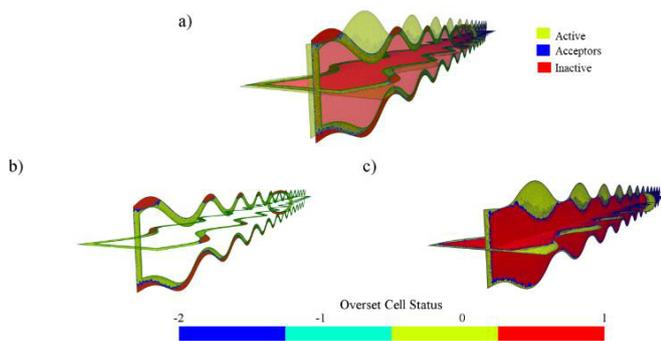 a)
Active
Acceptors
Inactive
b)
c)
Overset Cell Status
-2 -1 0 1